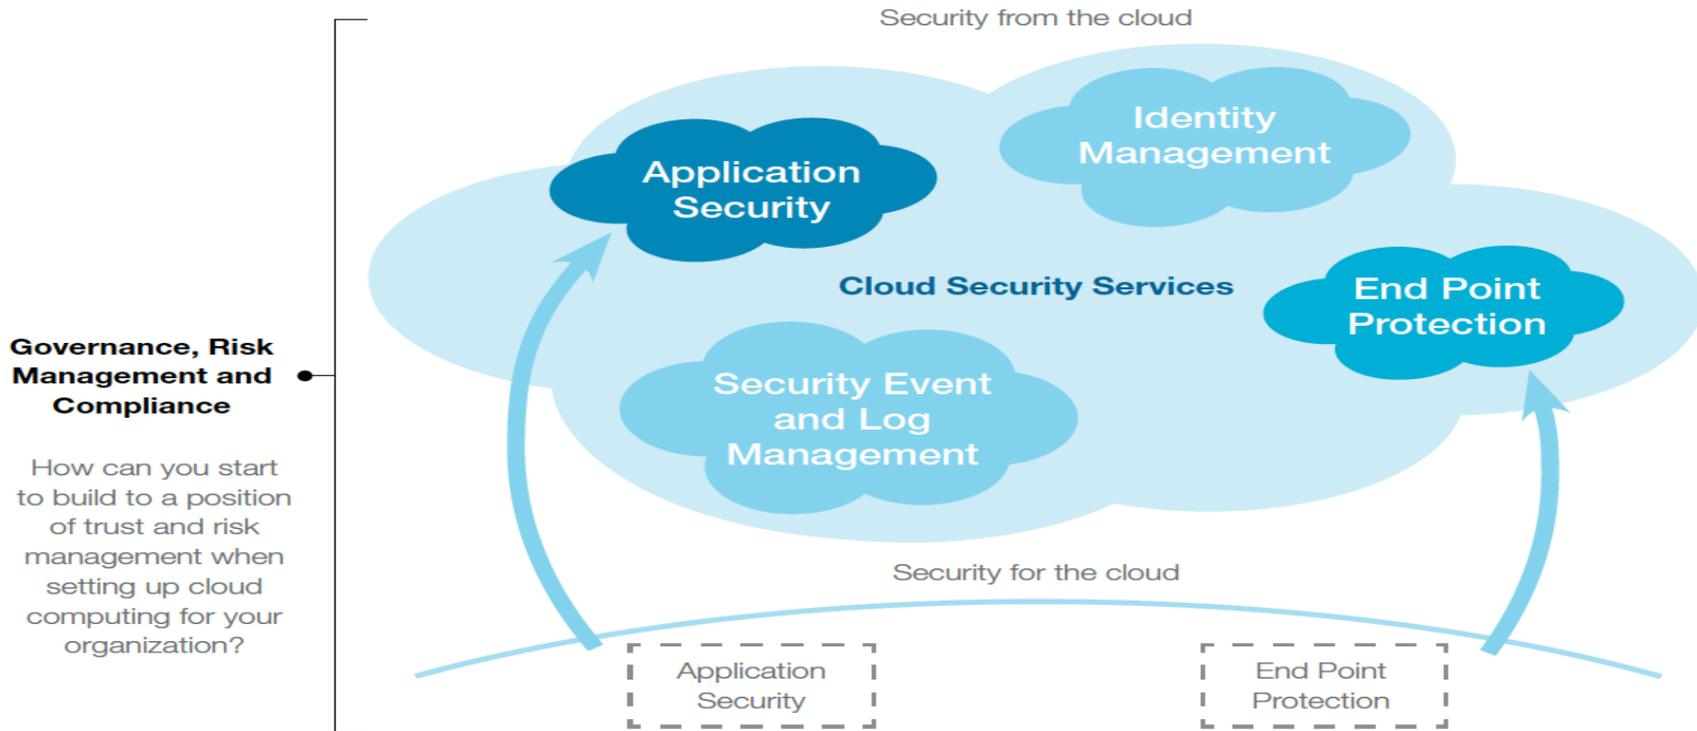 Security from the cloud
Identity
Management
Application
Security
Cloud Security Services
End Point
Protection
Security Event
and Log
Management
Governance, Risk
Management and
Compliance
How can you start
to build to a position
of trust and risk
management when
setting up cloud
computing for your
organization?
Security for the cloud
Application
Security
End Point
Protection